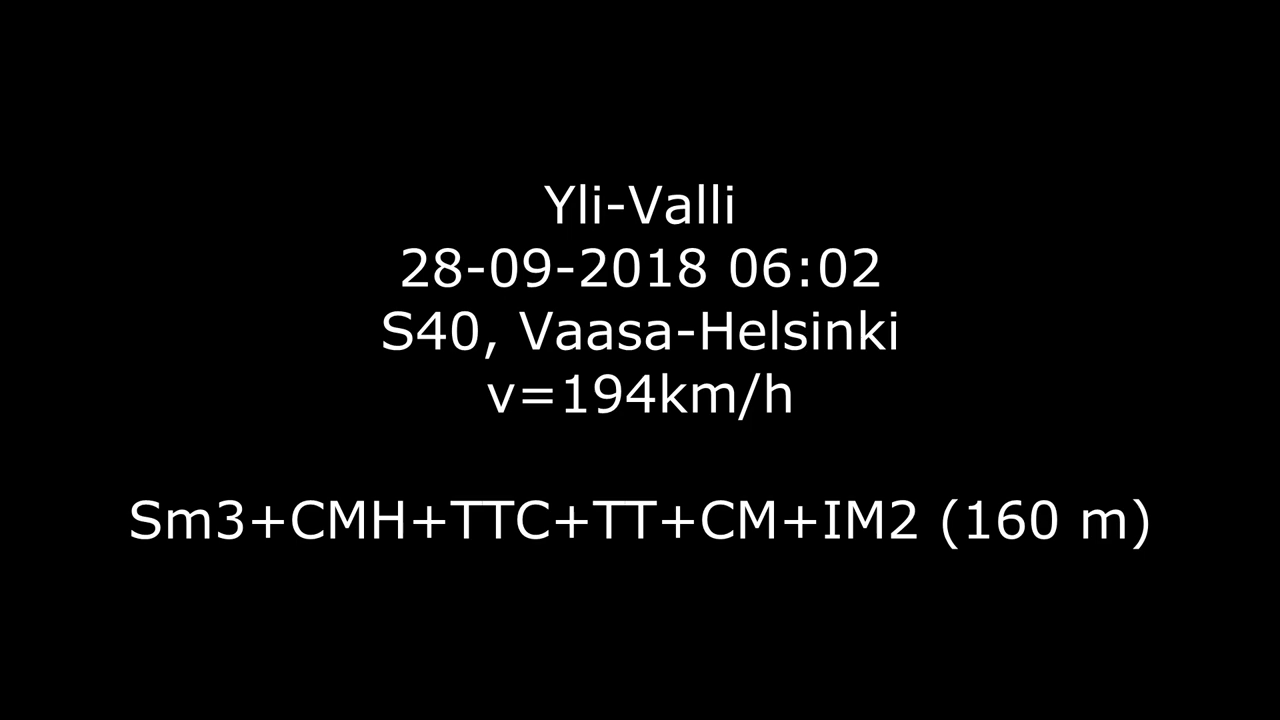 Yli-Valli
28-09-2018 06:02
S40, Vaasa-Helsinki
v=194km/h
Sm3+CMH+TTC+TT+CM+IM2 (160 m)